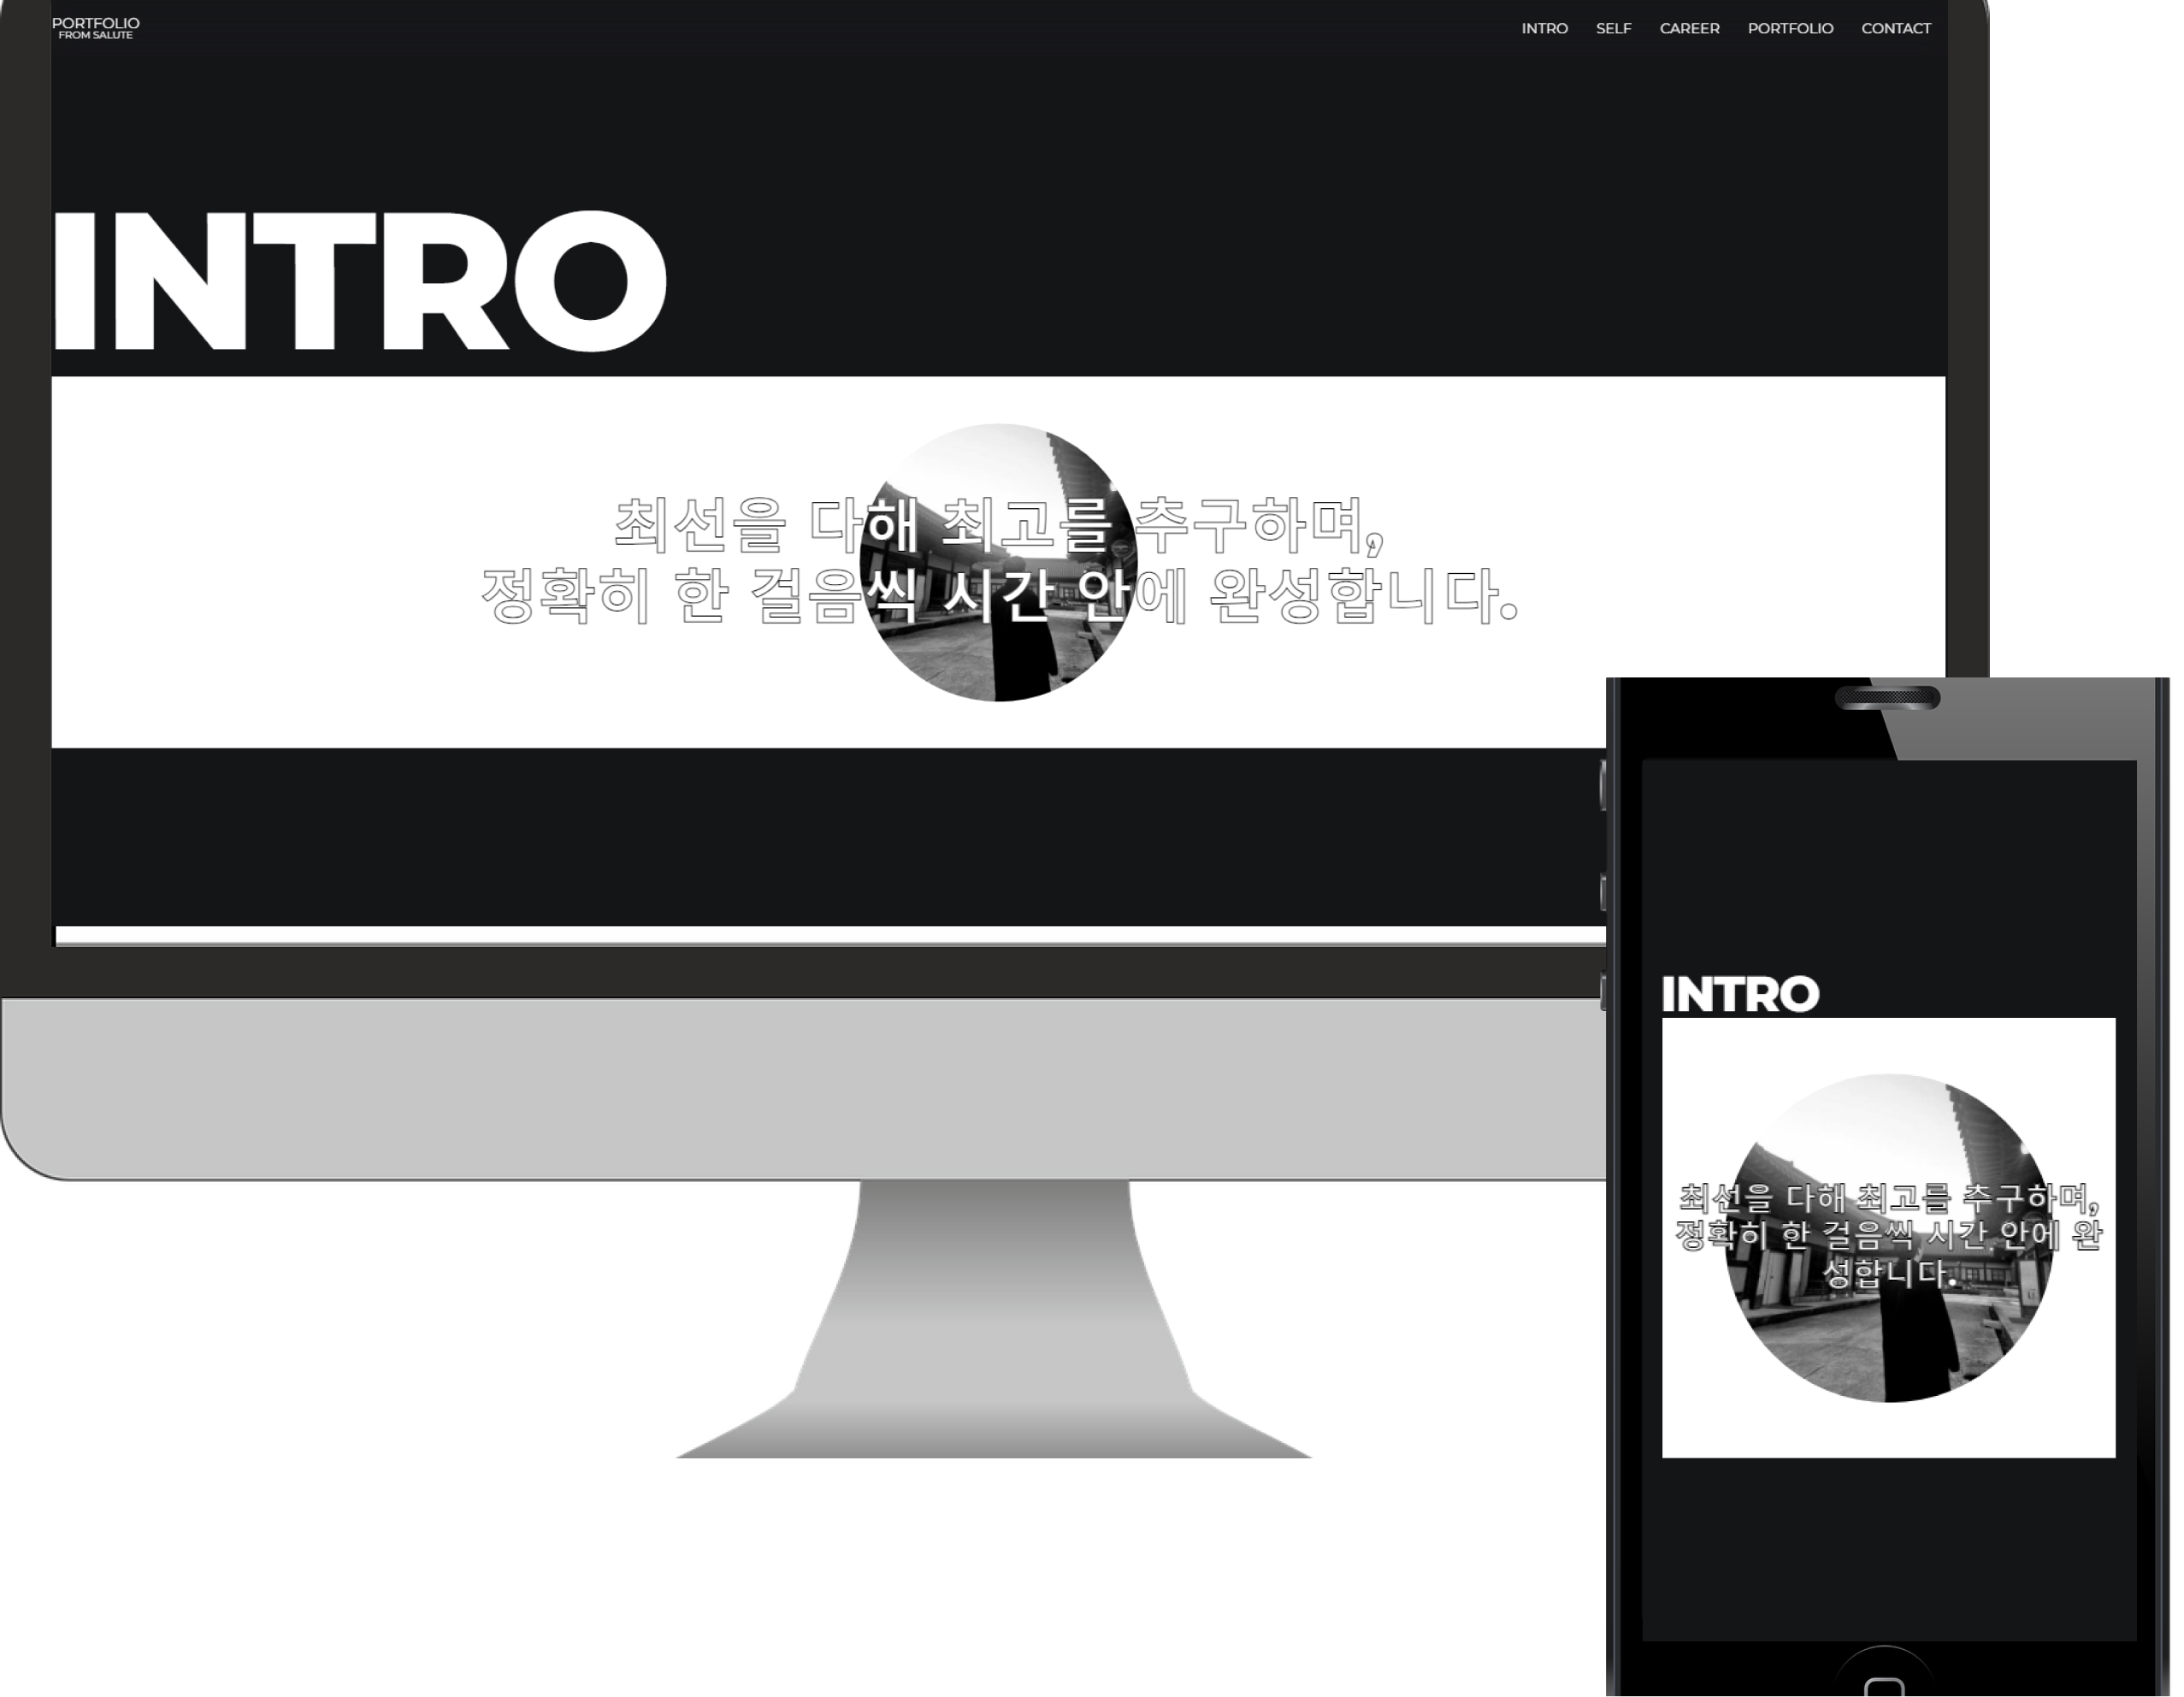 PORTFOLIO
FROM SALUTE
INTRO SELF CAREER PORTFOLIO CONTACT
INTRO
최선을 다해 최고를 추구하며,
정확히 한 걸음씩 시간 안에 완성합니다.
INTRO
최선을 다해 최고를 추구하며,
정확히 한 걸음씩 시간 안에 완
성합니다.